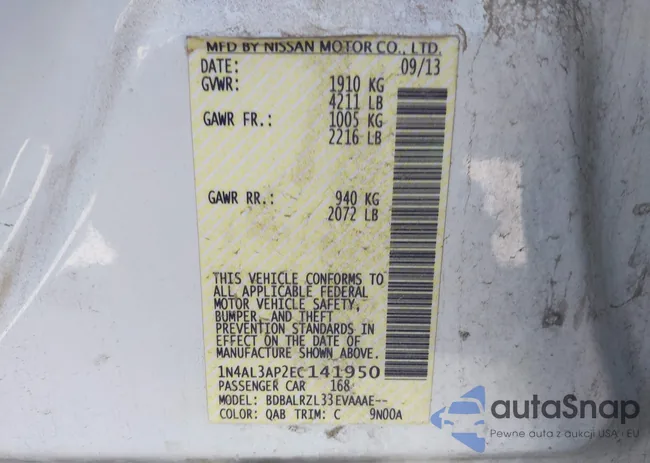 MFD BY NISSAN MOTOR CO., LTD.
DATE: 09/13
GVWR: 1910 KG
4211 LB
GAWR FR.: 1005 KG
2216 LB
GAWR RR.: 940 KG
2072 LB
THIS VEHICLE CONFORMS TO
ALL APPLICABLE FEDERAL
MOTOR VEHICLE SAFETY,
BUMPER, AND THEFT
PREVENTION STANDARDS IN
EFFECT ON THE DATE OF
MANUFACTURE SHOWN ABOVE.
1N4AL3AP2EC141950
PASSENGER CAR 168
MODEL: BDBALRZL33EVAAAE--
COLOR: QAB TRIM: C 9N00A
autoSnap
Pewne auta z aukcji USA - EU